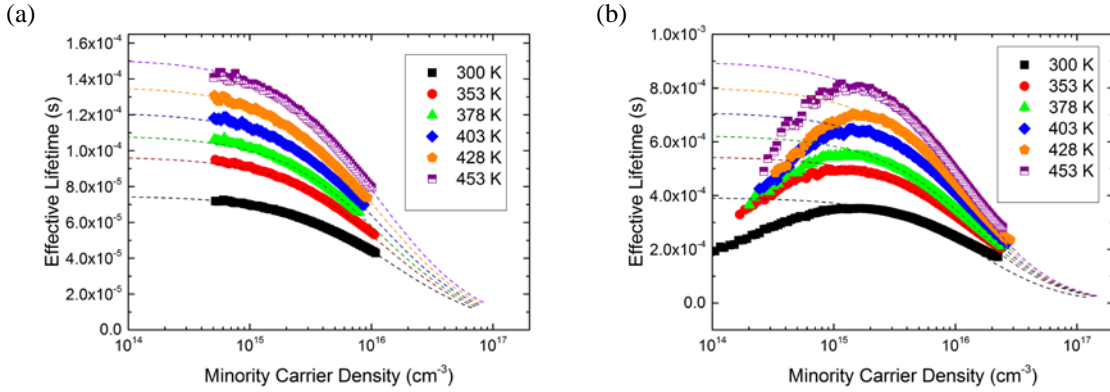 (a)
Effective Lifetime (s)
1.6x10⁻⁴
1.4x10⁻⁴
1.2x10⁻⁴
1.0x10⁻⁴
8.0x10⁻⁵
6.0x10⁻⁵
4.0x10⁻⁵
2.0x10⁻⁵
0.0
300 K
353 K
378 K
403 K
428 K
453 K
10¹⁴ 10¹⁵ 10¹⁶ 10¹⁷
Minority Carrier Density (cm⁻³)
(b)
Effective Lifetime (s)
1.0x10⁻³
8.0x10⁻⁴
6.0x10⁻⁴
4.0x10⁻⁴
2.0x10⁻⁴
0.0
300 K
353 K
378 K
403 K
428 K
453 K
10¹⁴ 10¹⁵ 10¹⁶ 10¹⁷
Minority Carrier Density (cm⁻³)